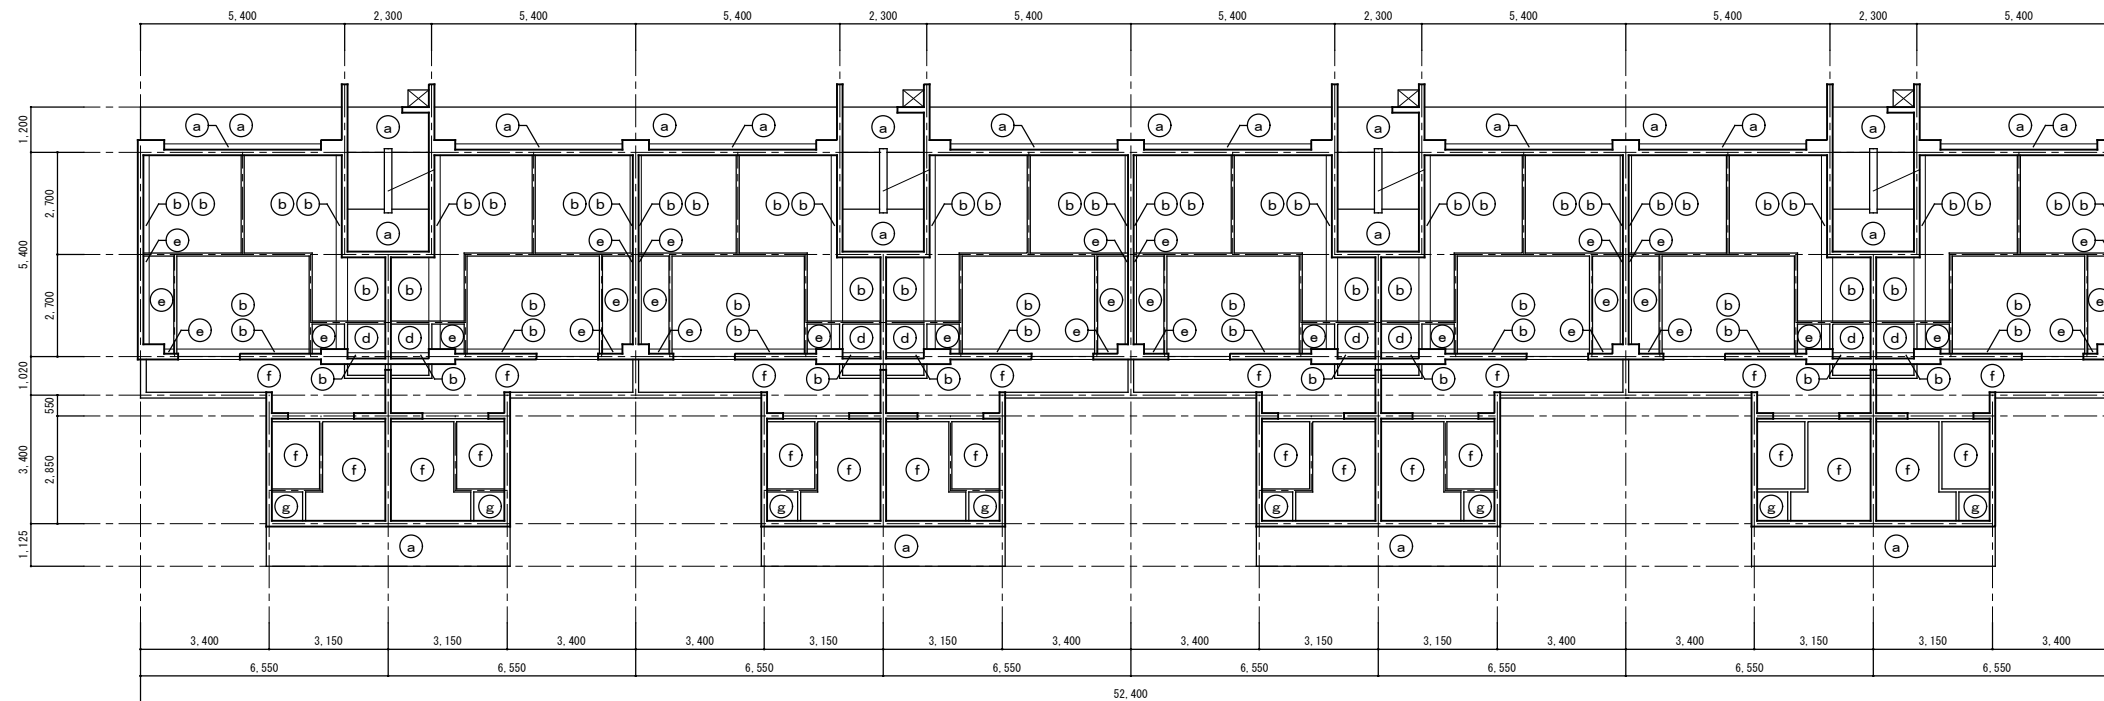 5,400 2,300 5,400 5,400 2,300 5,400 5,400 2,300 5,400 5,400 2,300 5,400
1,200
a a a a a a a a a a a a a a a a
2,700
b b b b b b b b b b b b b b b b b b b b b b b b b b b b b b b b
a a a a
e e e e e e e e
5,400
2,700
e b b e e b b e e b b e e b b e
b b b b b b b b
e b e d d e b e e b e d d e b e e b e d d e b e e b e d d e b e
1,020
f b b f f b b f f b b f f b b f
550
3,400
2,850
f f f f f f f f f f f f f f f f
g g g g g g g g
1,125
a a a a
3,400 3,150 3,150 3,400 3,400 3,150 3,150 3,400 3,400 3,150 3,150 3,400 3,400 3,150 3,150 3,400
6,550 6,550 6,550 6,550 6,550 6,550 6,550 6,550
52,400